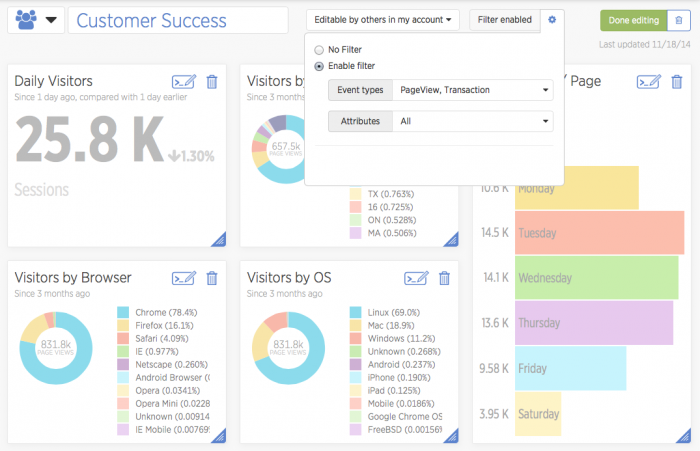 Customer Success
Editable by others in my account
Filter enabled
Done editing
Last updated 11/18/14
No Filter
Enable filter
Event types
PageView, Transaction
Attributes
All
Daily Visitors
Since 1 day ago, compared with 1 day earlier
25.8 K
1.30%
Sessions
Visitors by
Since 3 months
657.5k
PAGE VIEWS
TX (0.763%)
16 (0.725%)
ON (0.528%)
MA (0.506%)
/ Page
10.6 K Monday
14.5 K Tuesday
14.1 K Wednesday
13.6 K Thursday
9.58 K Friday
3.95 K Saturday
Visitors by Browser
Since 3 months ago
831.8k
PAGE VIEWS
Chrome (78.4%)
Firefox (16.1%)
Safari (4.09%)
IE (0.977%)
Netscape (0.260%)
Android Browser (
Opera (0.0341%)
Opera Mini (0.0228
Unknown (0.00914
IE Mobile (0.00769
Visitors by OS
Since 3 months ago
831.8k
PAGE VIEWS
Linux (69.0%)
Mac (18.9%)
Windows (11.2%)
Unknown (0.268%)
Android (0.237%)
iPhone (0.190%)
iPad (0.125%)
Mobile (0.0186%)
Google Chrome OS
FreeBSD (0.00156